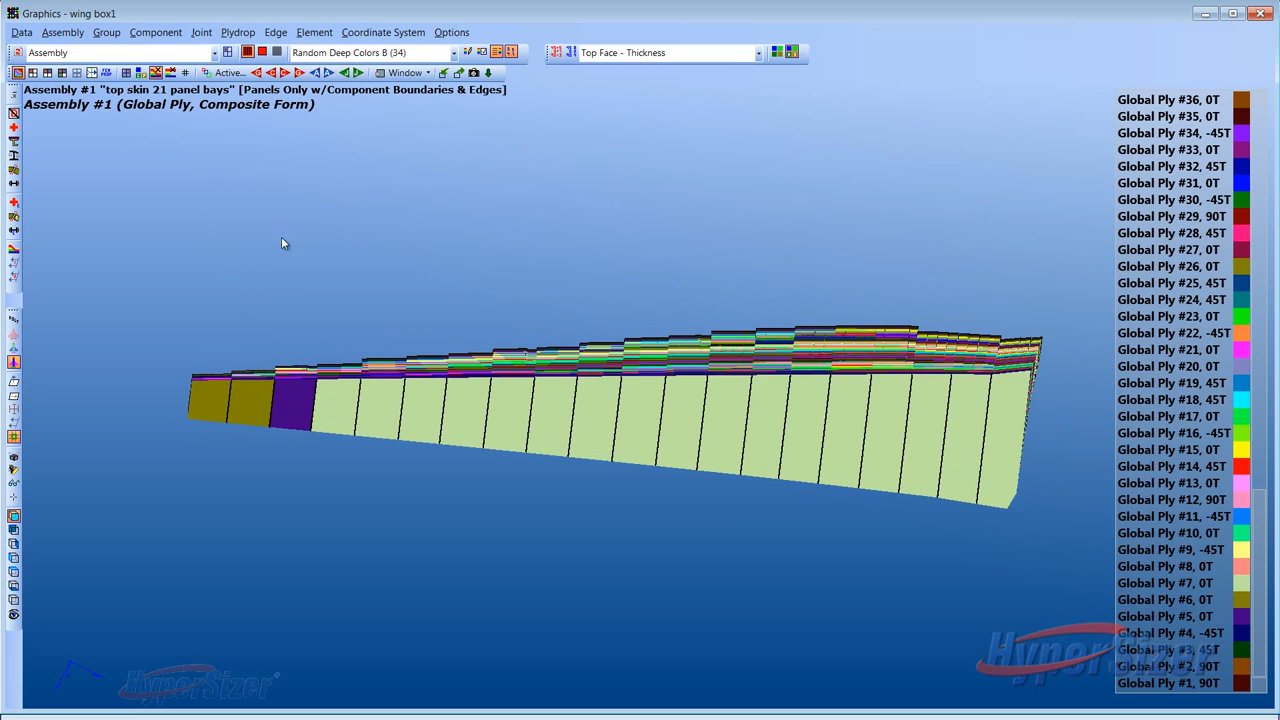 Graphics - wing box1
Data Assembly Group Component Joint Plydrop Edge Element Coordinate System Options
Assembly Random Deep Colors B (34) Top Face - Thickness
Active... Window
Assembly #1 "top skin 21 panel bays" [Panels Only w/Component Boundaries & Edges]
Assembly #1 (Global Ply, Composite Form)
Global Ply #36, 0T
Global Ply #35, 0T
Global Ply #34, -45T
Global Ply #33, 0T
Global Ply #32, 45T
Global Ply #31, 0T
Global Ply #30, -45T
Global Ply #29, 90T
Global Ply #28, 45T
Global Ply #27, 0T
Global Ply #26, 0T
Global Ply #25, 45T
Global Ply #24, 45T
Global Ply #23, 0T
Global Ply #22, -45T
Global Ply #21, 0T
Global Ply #20, 0T
Global Ply #19, 45T
Global Ply #18, 45T
Global Ply #17, 0T
Global Ply #16, -45T
Global Ply #15, 0T
Global Ply #14, 45T
Global Ply #13, 0T
Global Ply #12, 90T
Global Ply #11, -45T
Global Ply #10, 0T
Global Ply #9, -45T
Global Ply #8, 0T
Global Ply #7, 0T
Global Ply #6, 0T
Global Ply #5, 0T
Global Ply #4, -45T
Global Ply #3, 45T
Global Ply #2, 90T
Global Ply #1, 90T
HyperSizer
HyperSizer